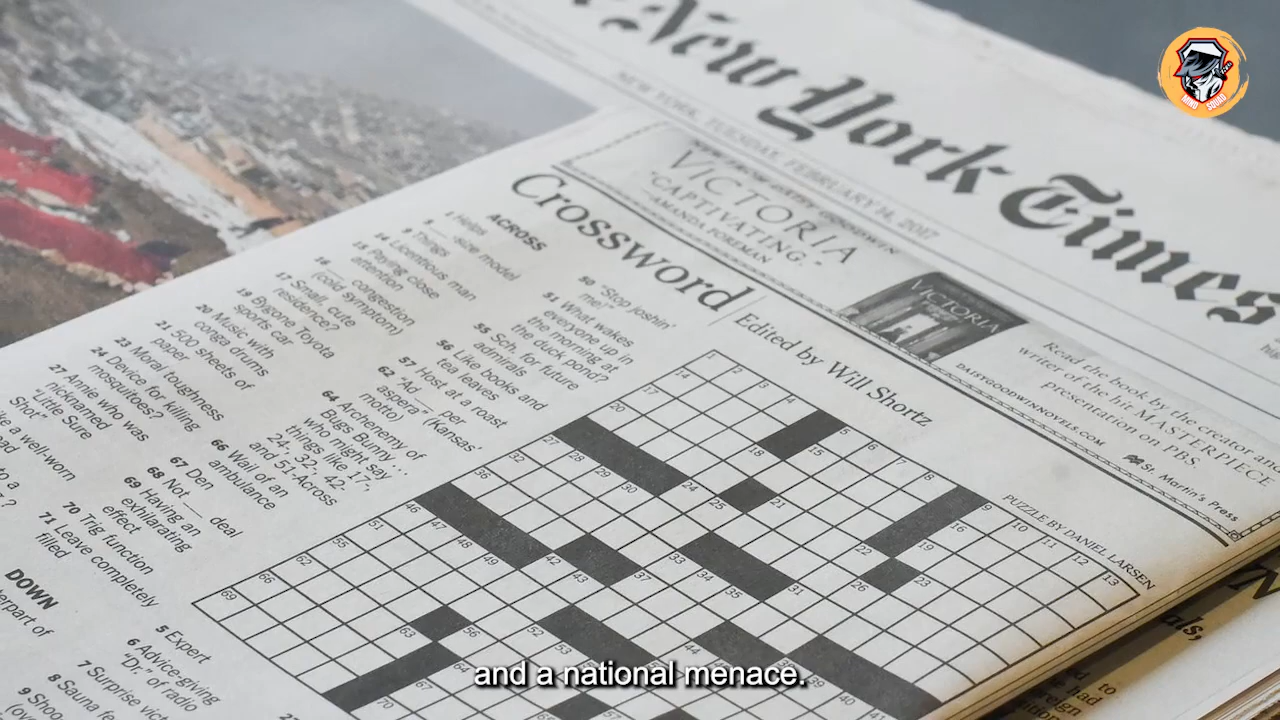 New York Times
NEW YORK, TUESDAY, FEBRUARY 14, 2017
Crossword
Edited by Will Shortz
PUZZLE BY DANIEL LARSEN
NEW FROM DAISY GOODWIN
VICTORIA
"CAPTIVATING."
–AMANDA FOREMAN
VICTORIA
DAISYGOODWINNOVELS.COM
Read the book by the creator and
writer of the hit MASTERPIECE
presentation on PBS.
St. Martin's Press
ACROSS
1 Helps
5 ___-size model
9 Things
14 Licentious man
15 Paying close
attention
16 ___ congestion
(cold symptom)
17 Small, cute
residence?
19 Bygone Toyota
sports car
20 Music with
conga drums
21 500 sheets of
paper
23 Moral toughness
24 Device for killing
mosquitoes?
27 Annie who was
nicknamed
"Little Sure
Shot"
like a well-worn
50 "Stop joshin'
me!"
51 What wakes
everyone up in
the morning at
the duck pond?
55 Sch. for future
admirals
56 Like books and
tea leaves
57 Host at a roast
62 "Ad ___ per
aspera" (Kansas'
motto)
64 Archenemy of
Bugs Bunny ...
who might say
things like 17-,
24-, 32-, 42-
and 51-Across
66 Wail of an
ambulance
67 Den
68 Not ___ deal
69 Having an
exhilarating
effect
70 Trig function
71 Leave completely
filled
DOWN
5 Expert
6 Advice-giving
"Dr." of radio
7 Surprise
8 Sauna
9
MIND SQUAD
and a national menace.